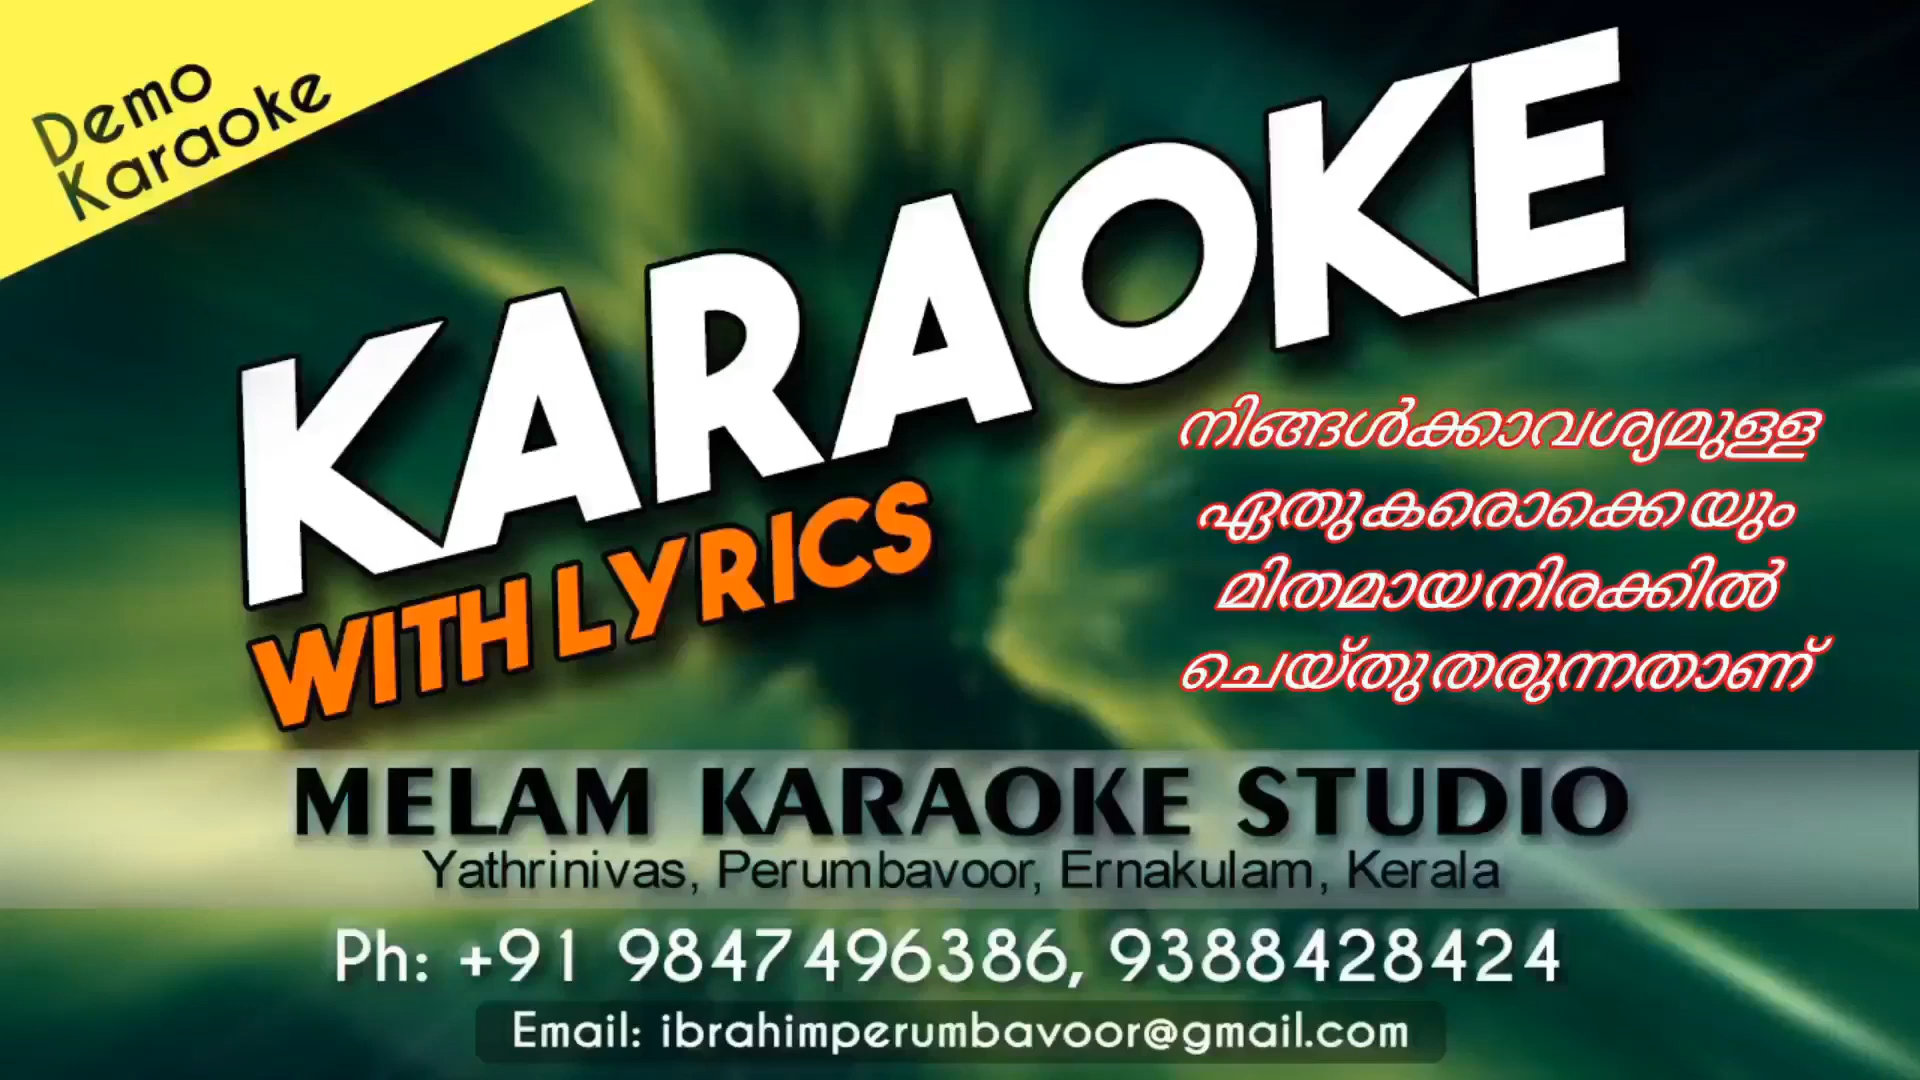 Demo
Karaoke
KARAOKE
WITH LYRICS
നിങ്ങൾക്കാവശ്യമുള്ള
ഏതുകരൊക്കെയും
മിതമായനിരക്കിൽ
ചെയ്തുതരുന്നതാണ്
MELAM KARAOKE STUDIO
Yathrinivas, Perumbavoor, Ernakulam, Kerala
Ph: +91 9847496386, 9388428424
Email: ibrahimperumbavoor@gmail.com